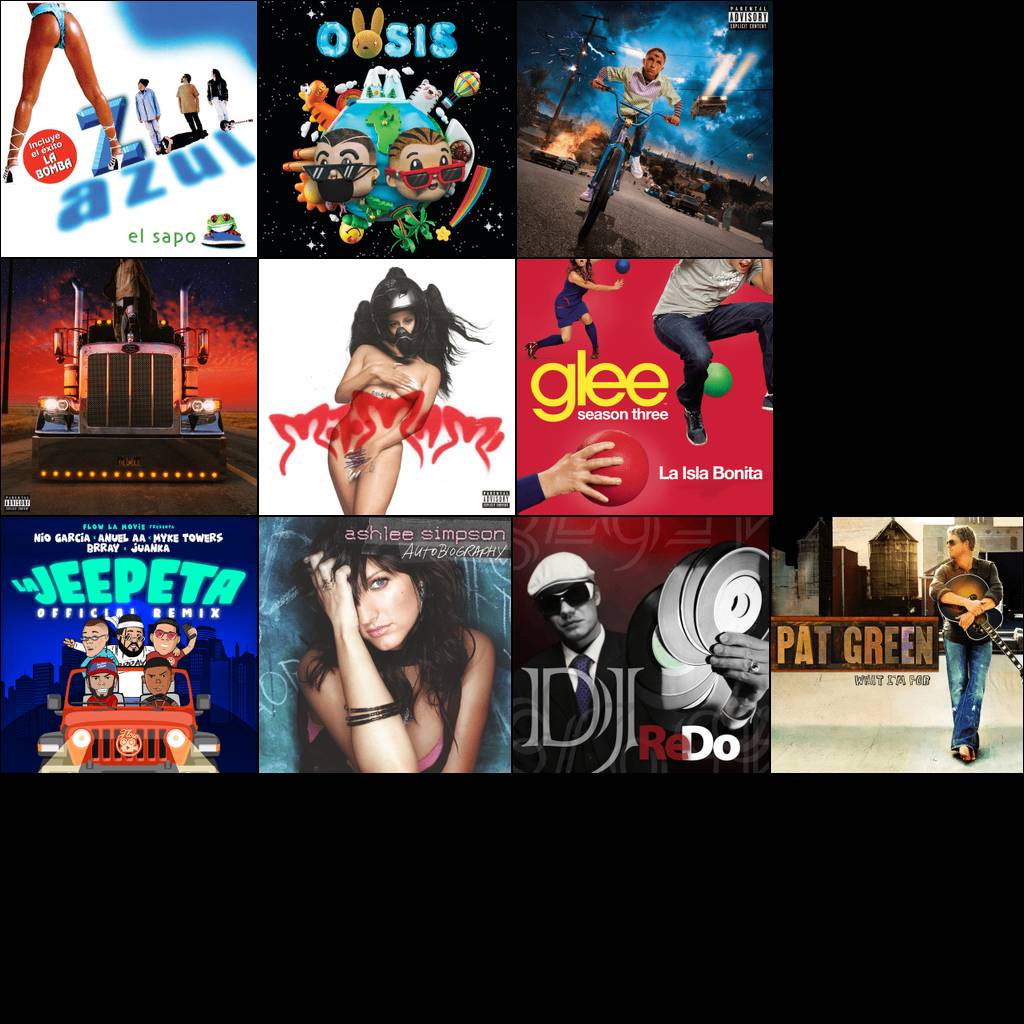 AZUL
azul
Incluye
el éxito
LA
BOMBA
el sapo
OASIS
PARENTAL
ADVISORY
EXPLICIT CONTENT
PARENTAL
ADVISORY
EXPLICIT CONTENT
MOTOMAMI
PARENTAL
ADVISORY
EXPLICIT CONTENT
glee
season three
La Isla Bonita
FLOW LA MOVIE PRESENTA
NIO GARCÍA × ANUEL AA × MYKE TOWERS
BRRAY × JUANKA
LA JEEPETA
OFFICIAL REMIX
Flow
ashlee simpson
AUTOBIOGRAPHY
DJ
ReDo
PAT GREEN
WHAT I'M FOR